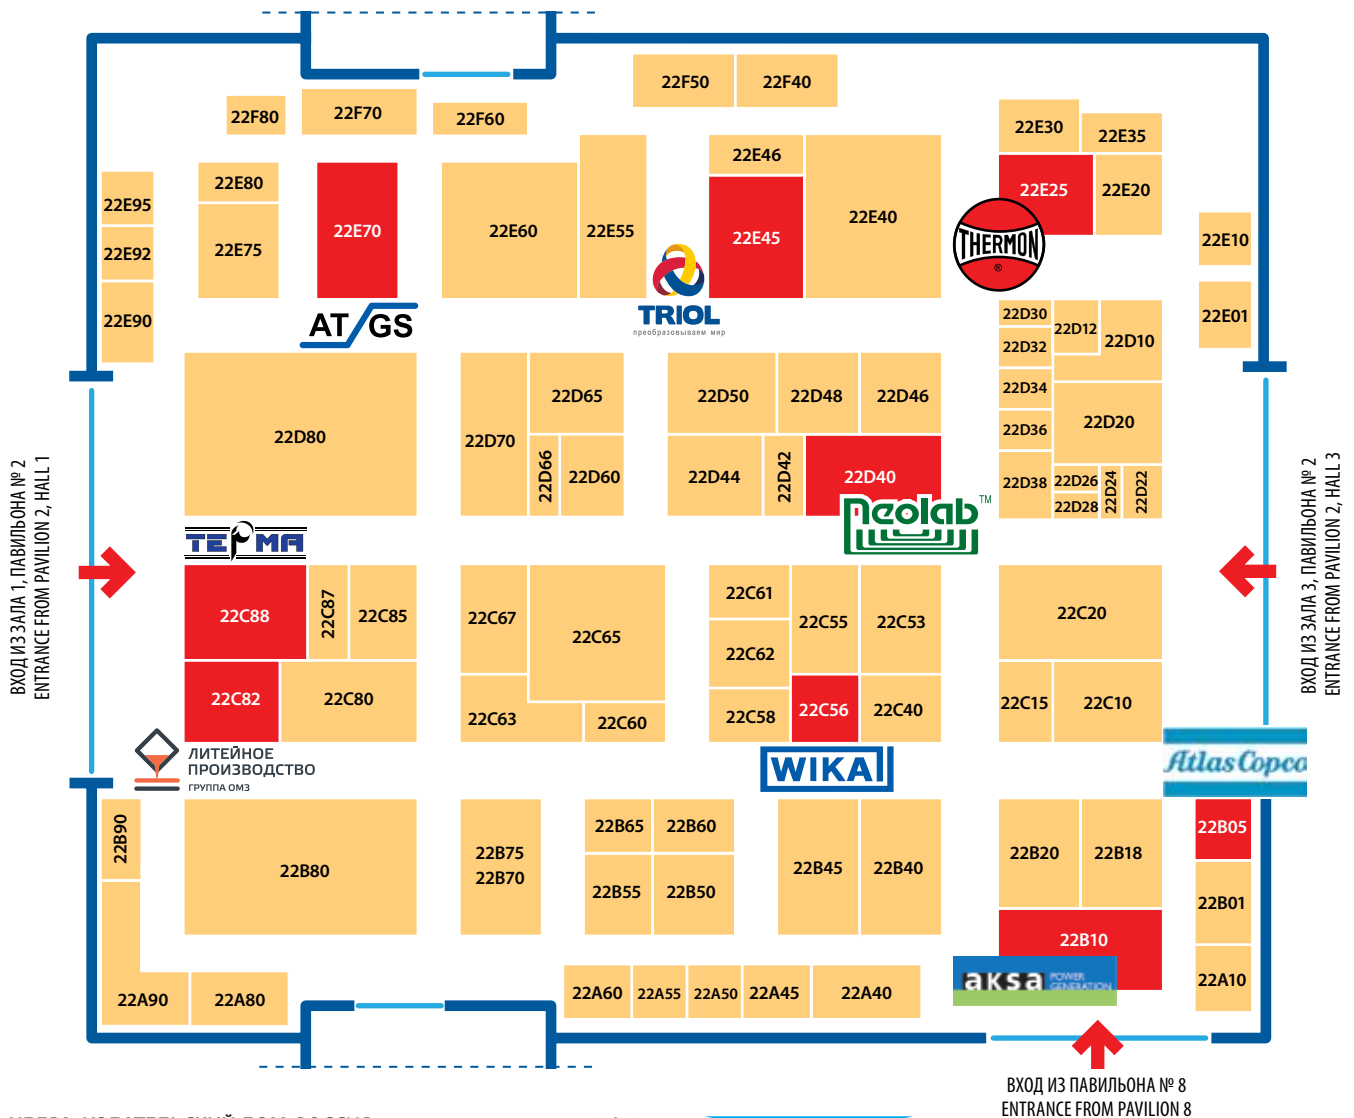 22F50
22F40
22F80
22F70
22F60
22E30
22E35
22E46
22E80
22E95
22E70
22E60
22E55
22E45
22E40
22E25
22E20
22E92
22E75
22E10
THERMON
®
22E90
AT/GS
TRIOL
преобразовываем мир
22D30
22D12
22D10
22E01
22D32
22D34
22D36
22D38
22D20
22D26
22D28
22D24
22D22
22D80
22D70
22D65
22D66
22D60
22D50
22D48
22D46
22D44
22D42
22D40
neolab
TM
ВХОД ИЗ ЗАЛА 1, ПАВИЛЬОНА № 2
ENTRANCE FROM PAVILION 2, HALL 1
ВХОД ИЗ ЗАЛА 3, ПАВИЛЬОНА № 2
ENTRANCE FROM PAVILION 2, HALL 3
ТЕРМА
22C88
22C87
22C85
22C82
22C80
22C67
22C65
22C63
22C60
22C61
22C62
22C58
22C55
22C53
22C56
22C40
22C20
22C15
22C10
ЛИТЕЙНОЕ
ПРОИЗВОДСТВО
ГРУППА ОМЗ
WIKA
Atlas Copco
22B90
22B80
22B75
22B70
22B65
22B60
22B55
22B50
22B45
22B40
22B20
22B18
22B05
22B01
22B10
aksa
POWER
GENERATION
22A90
22A80
22A60
22A55
22A50
22A45
22A40
22A10
ВХОД ИЗ ПАВИЛЬОНА № 8
ENTRANCE FROM PAVILION 8